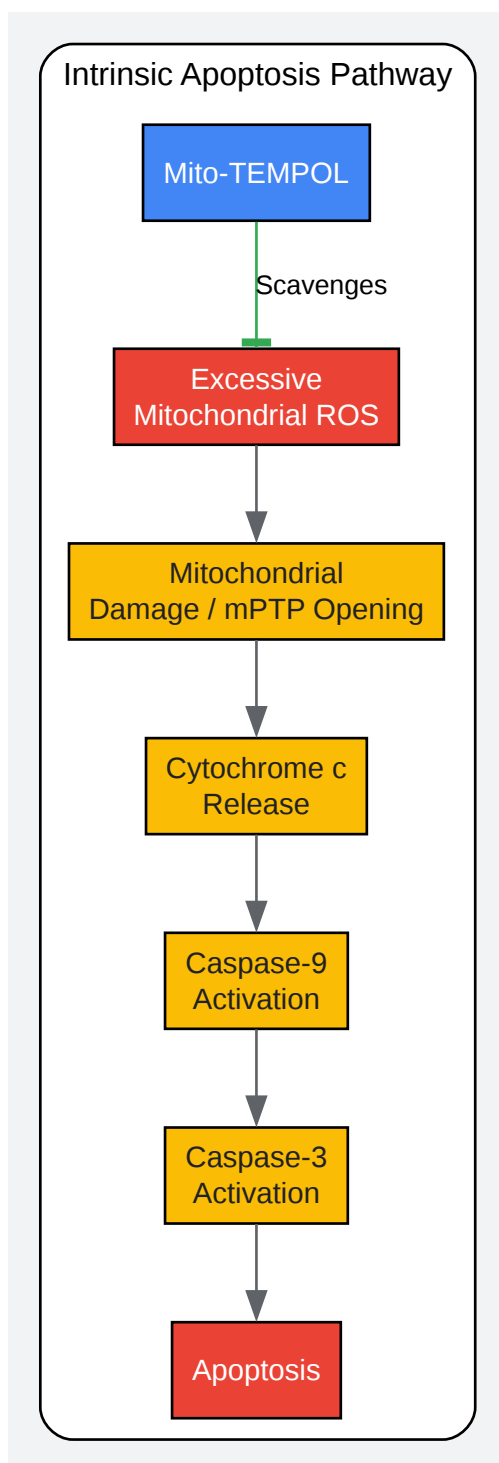 Intrinsic Apoptosis Pathway
Mito-TEMPOL
Scavenges
Excessive
Mitochondrial ROS
Mitochondrial
Damage / mPTP Opening
Cytochrome c
Release
Caspase-9
Activation
Caspase-3
Activation
Apoptosis